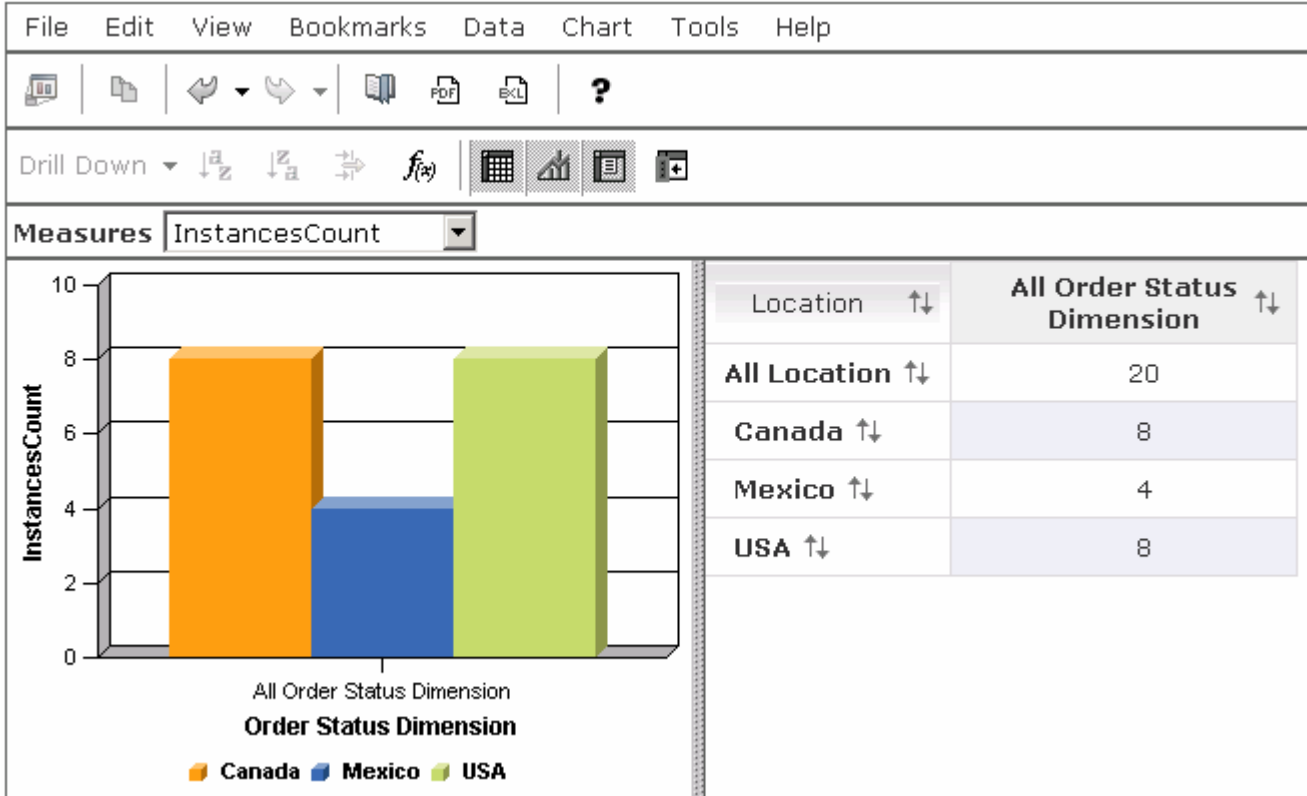 File Edit View Bookmarks Data Chart Tools Help
PDF EXL ?
Drill Down a z z a f(x)
Measures InstancesCount
10
8
6
4
2
0
InstancesCount
All Order Status Dimension
Order Status Dimension
Canada Mexico USA
Location All Order Status
Dimension
All Location 20
Canada 8
Mexico 4
USA 8